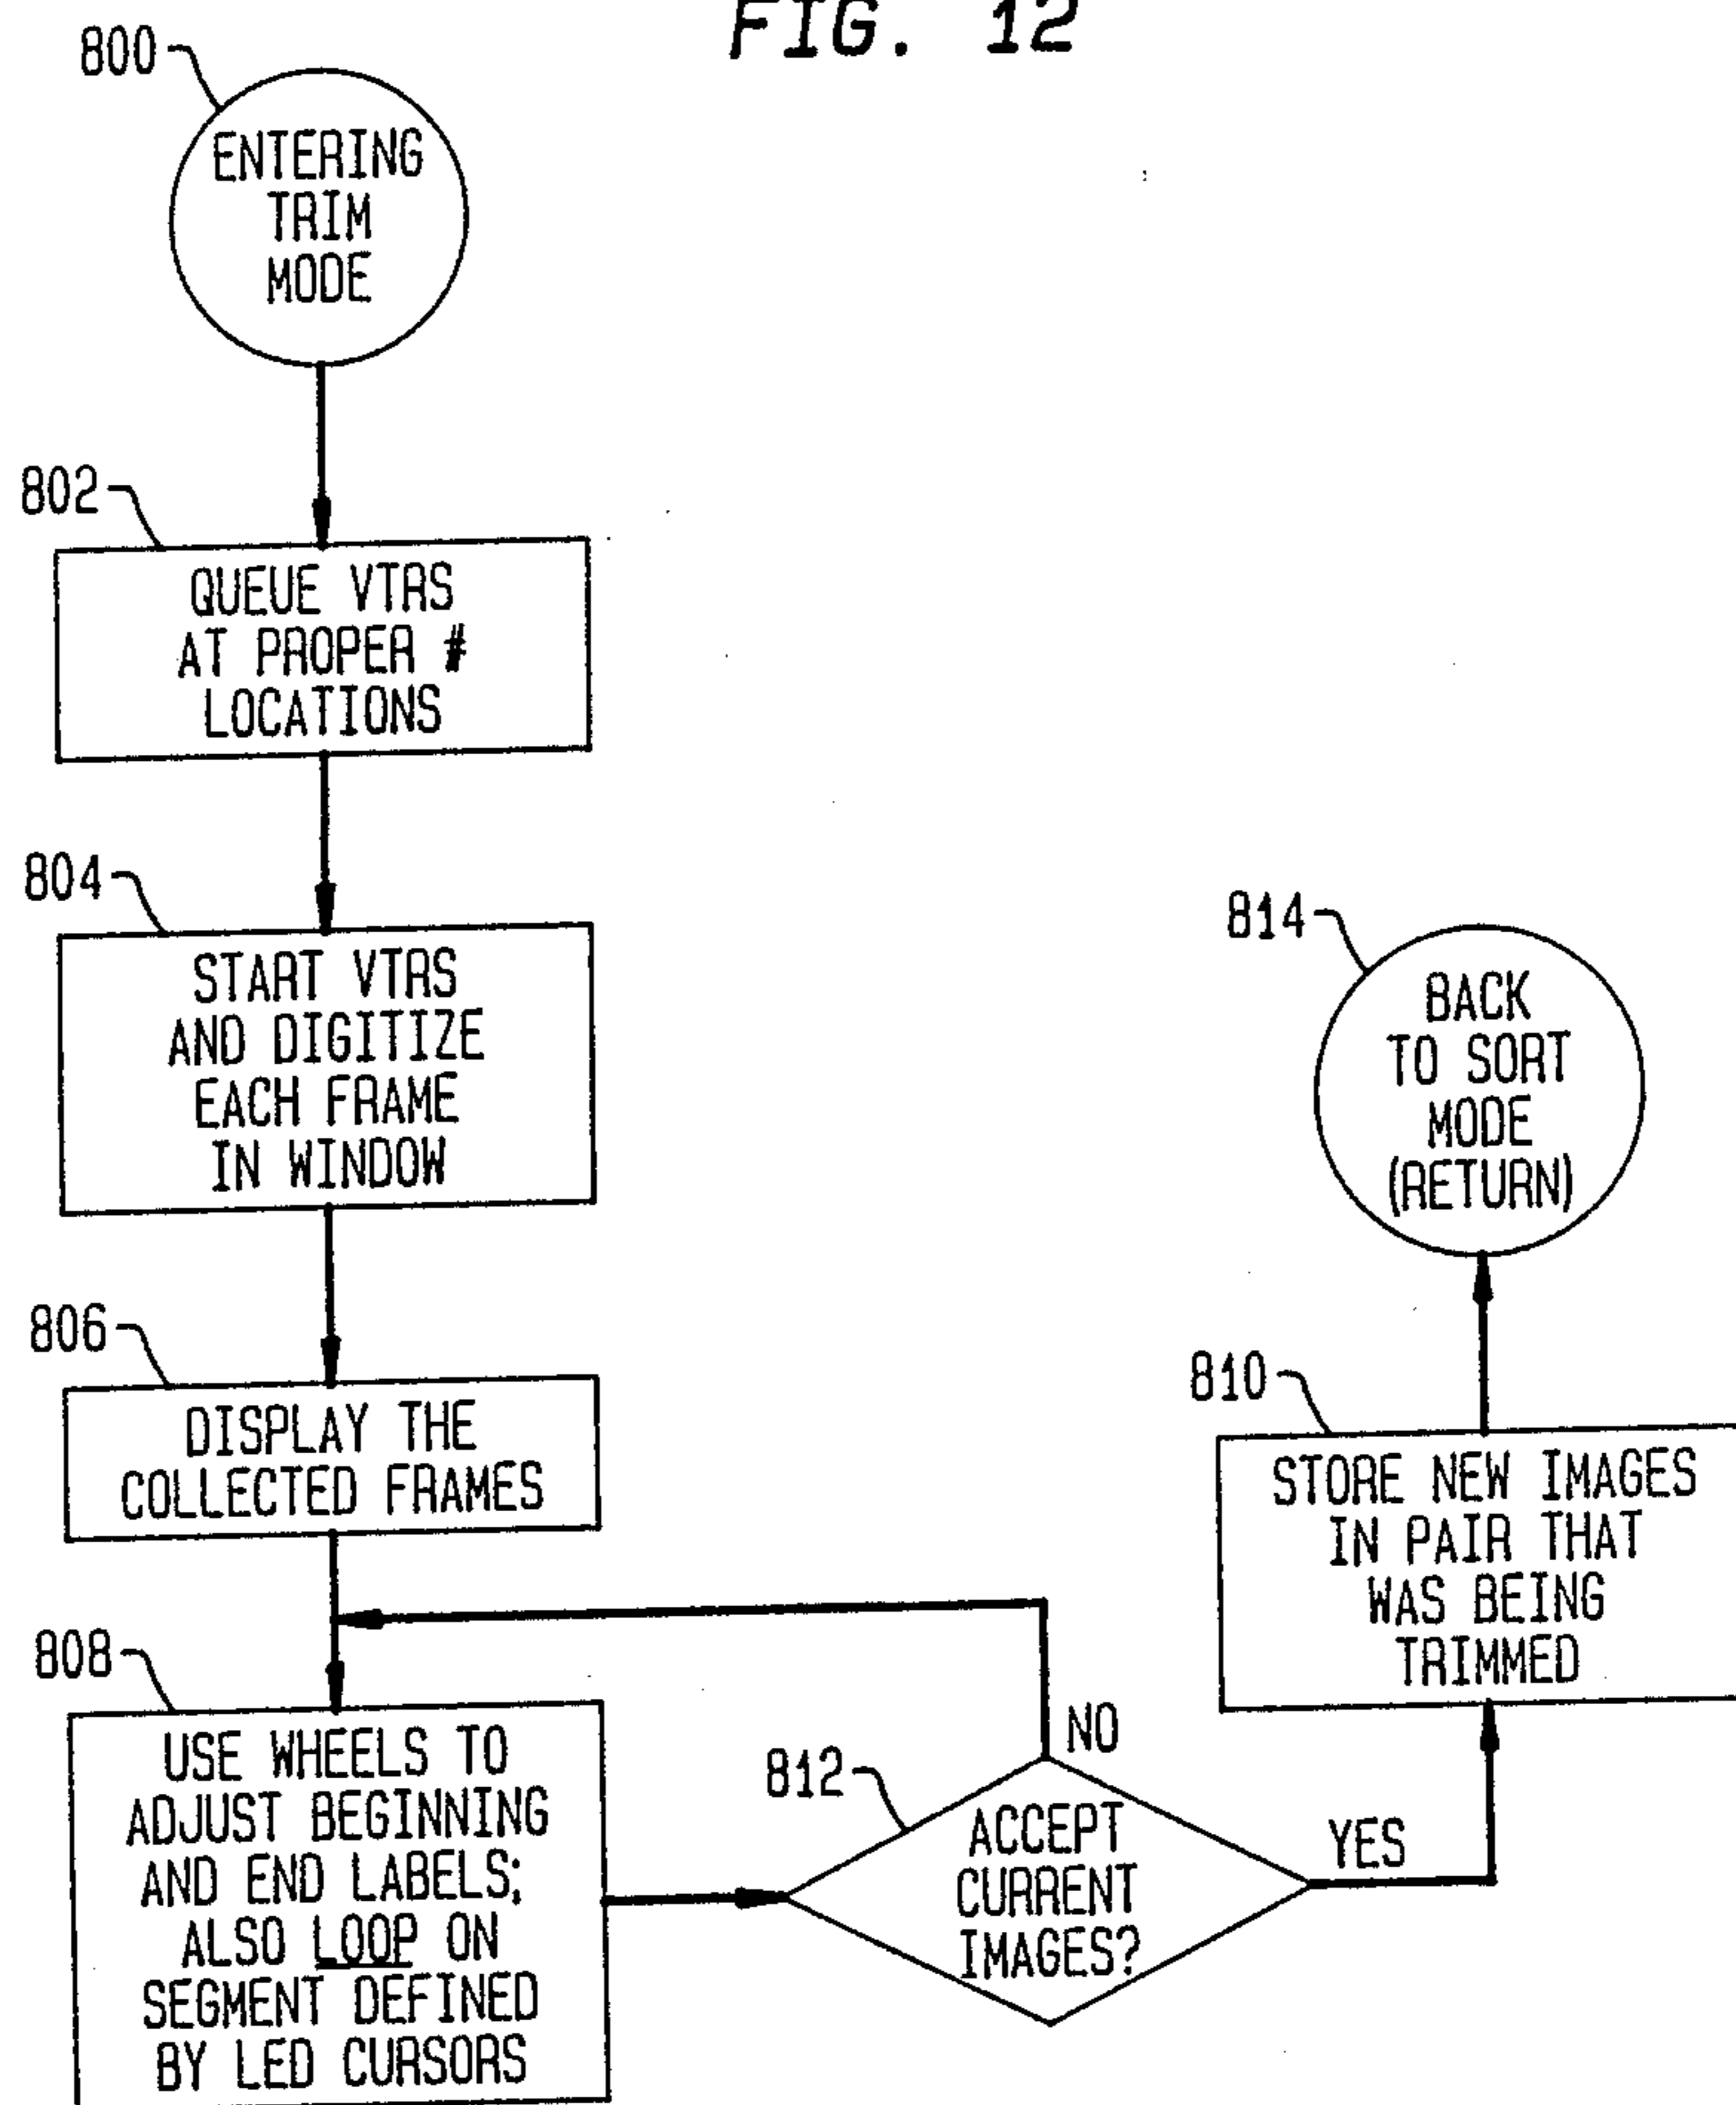 FIG. 12
800
ENTERING
TRIM
MODE
802
QUEUE VTRS
AT PROPER #
LOCATIONS
804
START VTRS
AND DIGITIZE
EACH FRAME
IN WINDOW
806
DISPLAY THE
COLLECTED FRAMES
808
USE WHEELS TO
ADJUST BEGINNING
AND END LABELS;
ALSO LOOP ON
SEGMENT DEFINED
BY LED CURSORS
812
ACCEPT
CURRENT
IMAGES?
NO
YES
810
STORE NEW IMAGES
IN PAIR THAT
WAS BEING
TRIMMED
814
BACK
TO SORT
MODE
(RETURN)